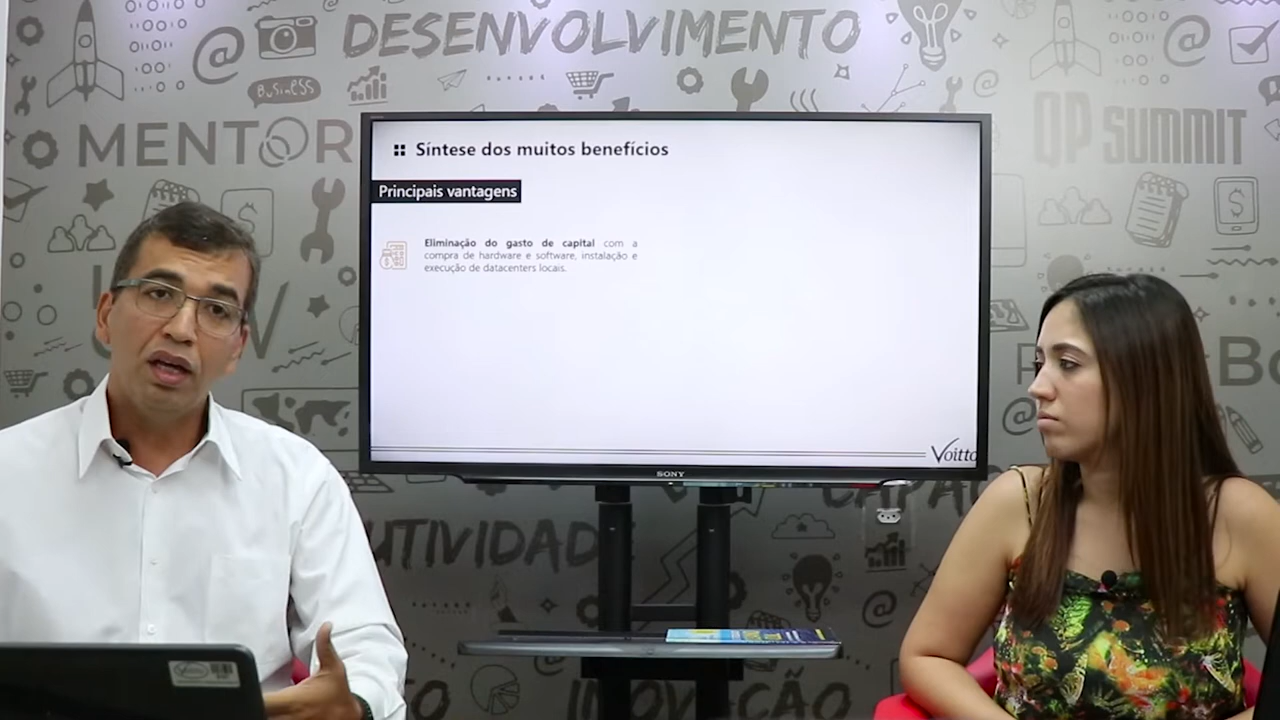 DESENVOLVIMENTO
BUSINESS
MENTOR
QP SUMMIT
Síntese dos muitos benefícios
Principais vantagens
Eliminação do gasto de capital com a
compra de hardware e software, instalação e
execução de datacenters locais.
Voitto
SONY
UTIVIDADE
INOVAÇÃO